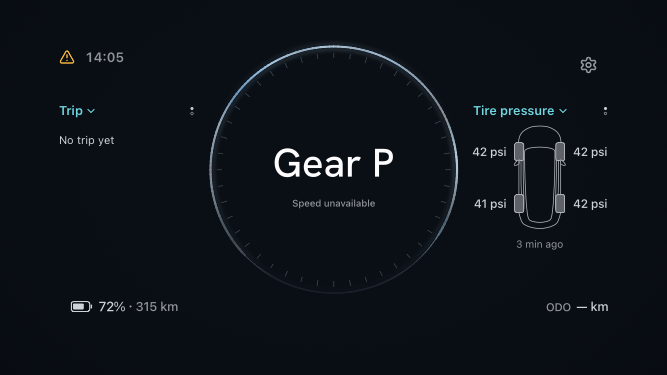 14:05
Trip
No trip yet
Gear P
Speed unavailable
Tire pressure
42 psi 42 psi
41 psi 42 psi
3 min ago
72% · 315 km
ODO — km